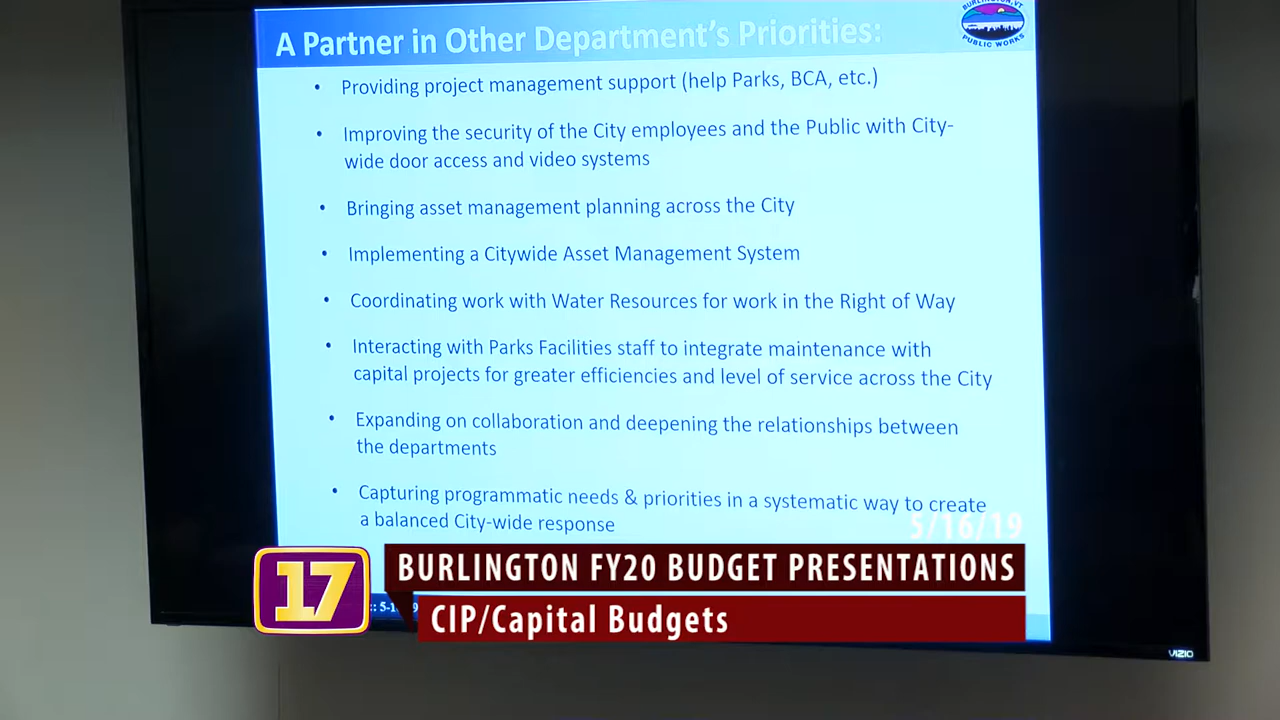 A Partner in Other Department's Priorities:
BURLINGTON, VT
PUBLIC WORKS
• Providing project management support (help Parks, BCA, etc.)
• Improving the security of the City employees and the Public with City-
wide door access and video systems
• Bringing asset management planning across the City
• Implementing a Citywide Asset Management System
• Coordinating work with Water Resources for work in the Right of Way
• Interacting with Parks Facilities staff to integrate maintenance with
capital projects for greater efficiencies and level of service across the City
• Expanding on collaboration and deepening the relationships between
the departments
• Capturing programmatic needs & priorities in a systematic way to create
a balanced City-wide response
5/16/19
17
BURLINGTON FY20 BUDGET PRESENTATIONS
CIP/Capital Budgets
VIZIO